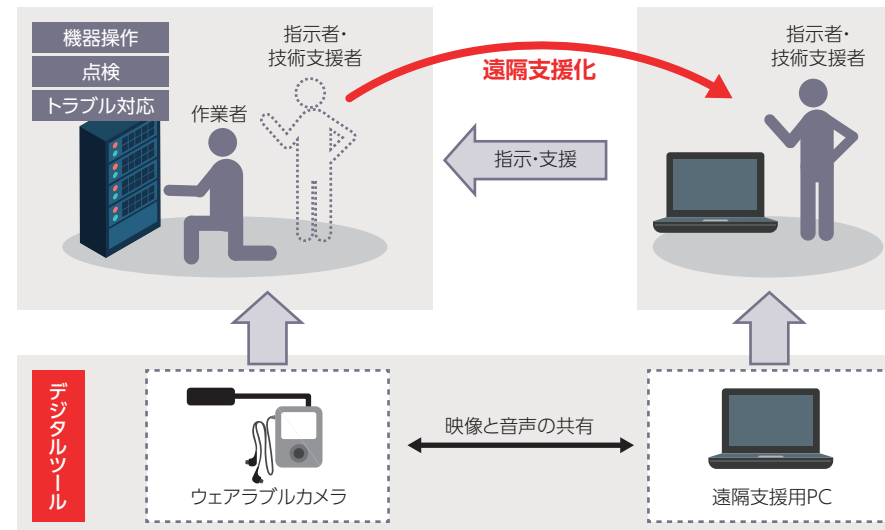 機器操作
点検
トラブル対応
作業者
指示者・
技術支援者
遠隔支援化
指示・支援
指示者・
技術支援者
デジタルツール
ウェアラブルカメラ
映像と音声の共有
遠隔支援用PC